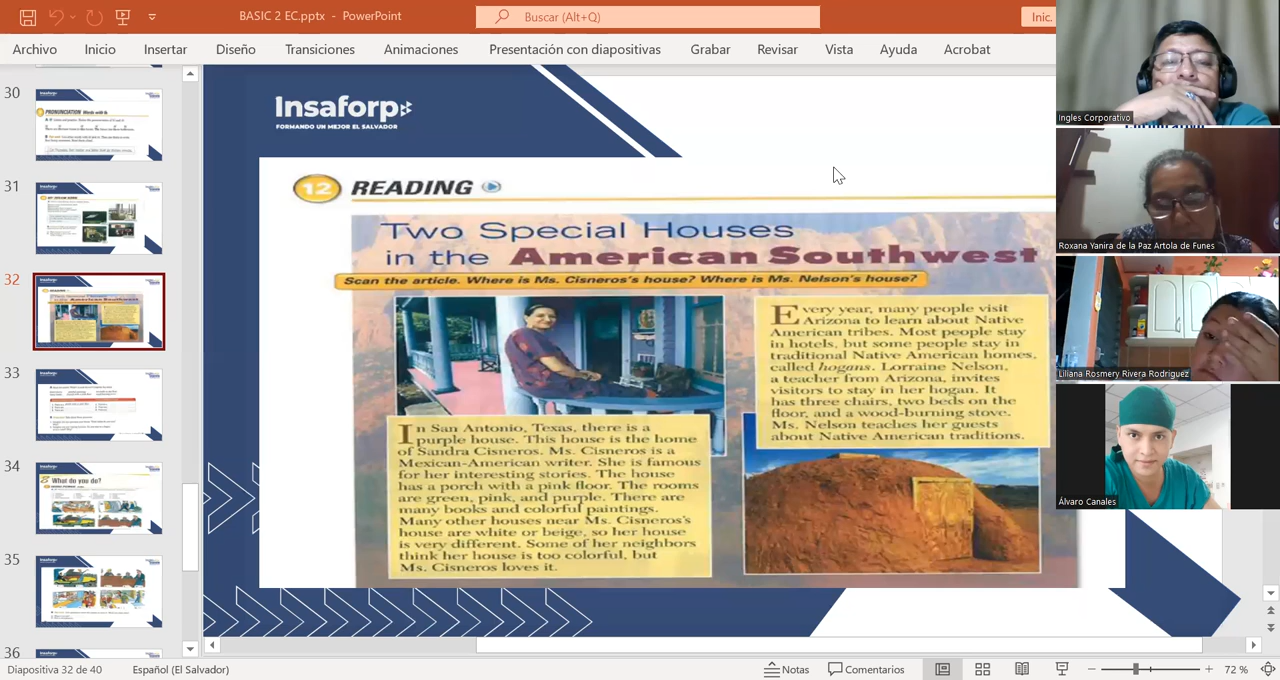 BASIC 2 EC.pptx - PowerPoint
Buscar (Alt+Q)
Inic.
Archivo Inicio Insertar Diseño Transiciones Animaciones Presentación con diapositivas Grabar Revisar Vista Ayuda Acrobat
30
PRONUNCIATION Words with th
31
32
33
34
What do you do?
35
36
Insaforp
FORMANDO UN MEJOR EL SALVADOR
12 READING
Two Special Houses
in the American Southwest
Scan the article. Where is Ms. Cisneros's house? Where is Ms. Nelson's house?
In San Antonio, Texas, there is a
purple house. This house is the home
of Sandra Cisneros. Ms. Cisneros is a
Mexican-American writer. She is famous
for her interesting stories. The house
has a porch with a pink floor. The rooms
are green, pink, and purple. There are
many books and colorful paintings.
Many other houses near Ms. Cisneros's
house are white or beige, so her house
is very different. Some of her neighbors
think her house is too colorful, but
Ms. Cisneros loves it.
Every year, many people visit
Arizona to learn about Native
American tribes. Most people stay
in hotels, but some people stay in
traditional Native American homes,
called hogans. Lorraine Nelson,
a teacher from Arizona, invites
visitors to stay in her hogan. It
has three chairs, two beds on the
floor, and a wood-burning stove.
Ms. Nelson teaches her guests
about Native American traditions.
Ingles Corporativo
Roxana Yanira de la Paz Artola de Funes
Liliana Rosmery Rivera Rodriguez
Álvaro Canales
Diapositiva 32 de 40 Español (El Salvador) Notas Comentarios 72 %